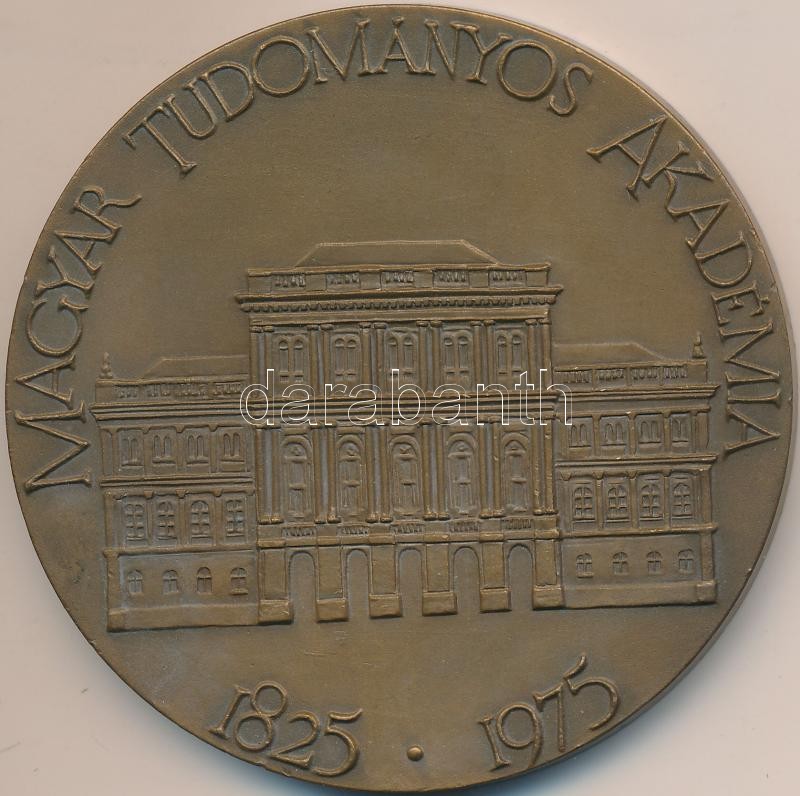 MAGYAR TUDOMÁNYOS AKADÉMIA
darabanth
1825 · 1975